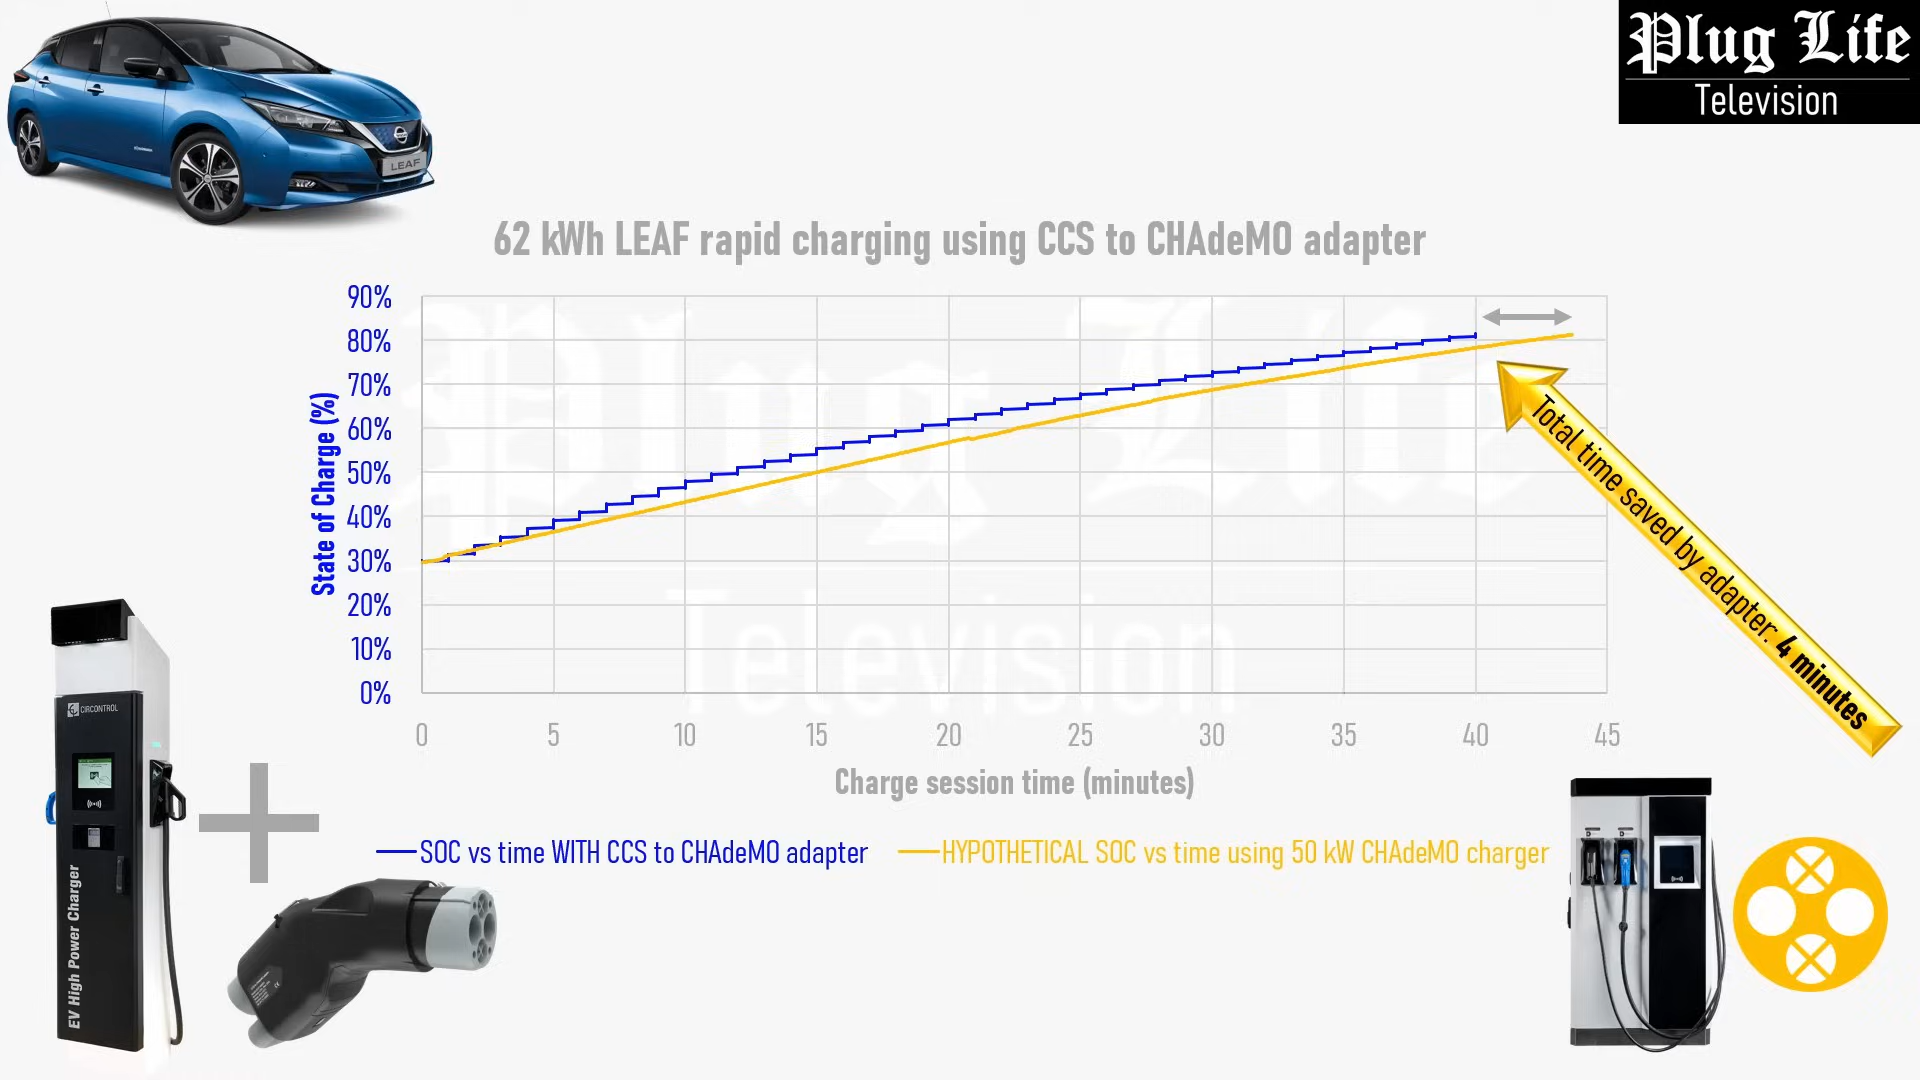 Plug Life
Television
LEAF
62 kWh LEAF rapid charging using CCS to CHAdeMO adapter
90%
80%
70%
60%
50%
40%
30%
20%
10%
0%
State of Charge (%)
Plug Life
Television
0 5 10 15 20 25 30 35 40 45
Charge session time (minutes)
Total time saved by adapter: 4 minutes
SOC vs time WITH CCS to CHAdeMO adapter
HYPOTHETICAL SOC vs time using 50 kW CHAdeMO charger
CIRCONTROL
EV High Power Charger